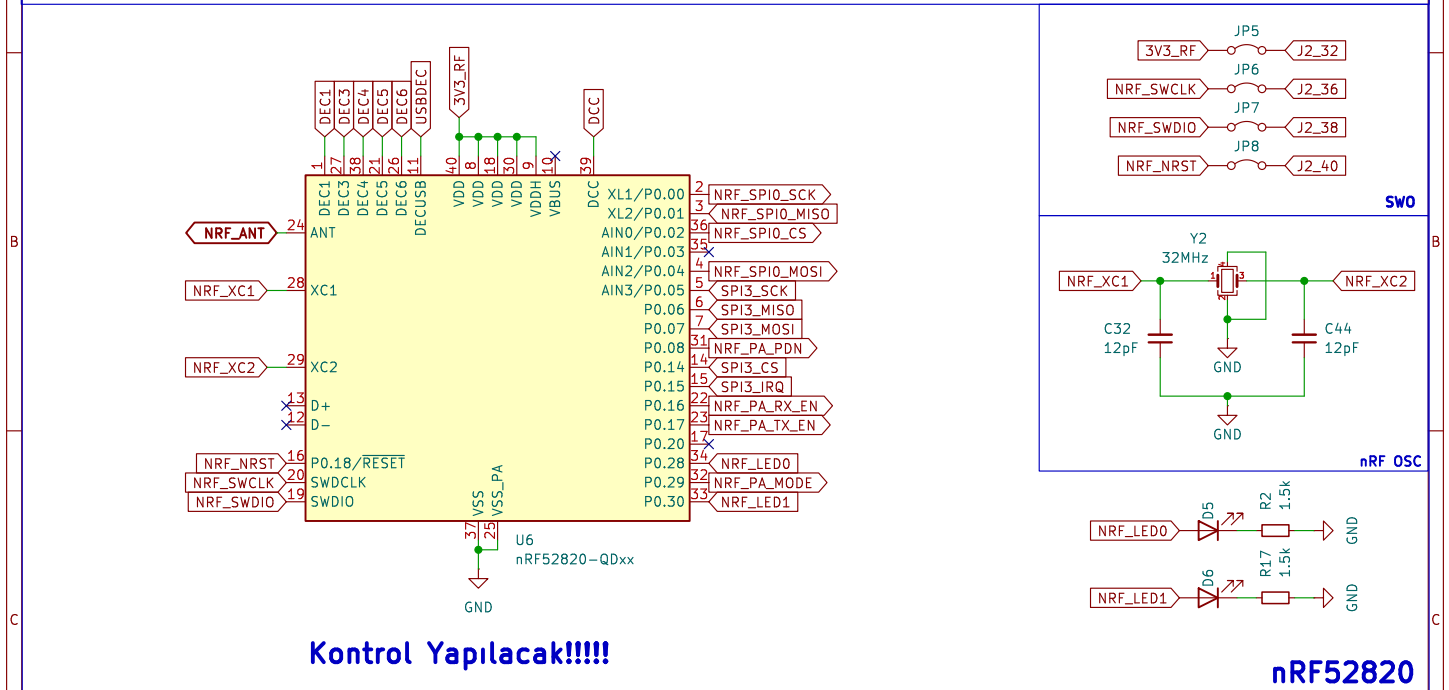 JP5
3V3_RF
J2_32
JP6
NRF_SWCLK
J2_36
JP7
NRF_SWDIO
J2_38
JP8
NRF_NRST
J2_40
SWO
DEC1
DEC3
DEC4
DEC5
DEC6
USBDEC
3V3_RF
DCC
1
27
38
21
26
11
40
8
18
30
9
10
39
DEC1
DEC3
DEC4
DEC5
DEC6
DECUSB
VDD
VDD
VDD
VDD
VDDH
VBUS
DCC
NRF_ANT 24 ANT
NRF_XC1 28 XC1
NRF_XC2 29 XC2
13 D+
12 D-
NRF_NRST 16 P0.18/RESET
NRF_SWCLK 20 SWDCLK
NRF_SWDIO 19 SWDIO
XL1/P0.00 2 NRF_SPI0_SCK
XL2/P0.01 3 NRF_SPI0_MISO
AIN0/P0.02 36 NRF_SPI0_CS
AIN1/P0.03 35
AIN2/P0.04 4 NRF_SPI0_MOSI
AIN3/P0.05 5 SPI3_SCK
P0.06 6 SPI3_MISO
P0.07 7 SPI3_MOSI
P0.08 31 NRF_PA_PDN
P0.14 14 SPI3_CS
P0.15 15 SPI3_IRQ
P0.16 22 NRF_PA_RX_EN
P0.17 23 NRF_PA_TX_EN
P0.20 17
P0.28 34 NRF_LED0
P0.29 32 NRF_PA_MODE
P0.30 33 NRF_LED1
VSS
VSS_PA
37
25
U6
nRF52820-QDxx
GND
B
B
Y2
32MHz
NRF_XC1
1
2
3
4
NRF_XC2
C32
12pF
C44
12pF
GND
GND
nRF OSC
NRF_LED0
D5
R2
1.5k
GND
NRF_LED1
D6
R17
1.5k
GND
C
C
Kontrol Yapılacak!!!!!
nRF52820